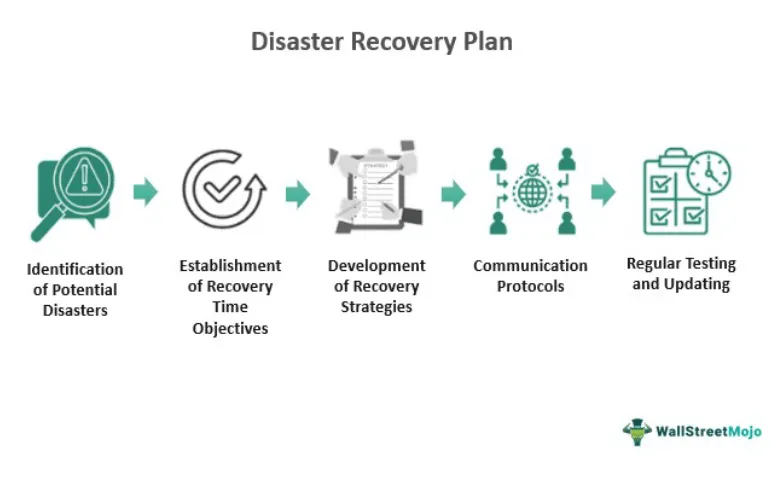 Disaster Recovery Plan
STRATEGY
Identification
of Potential
Disasters
Establishment
of Recovery
Time
Objectives
Development
of Recovery
Strategies
Communication
Protocols
Regular Testing
and Updating
WallStreetMojo